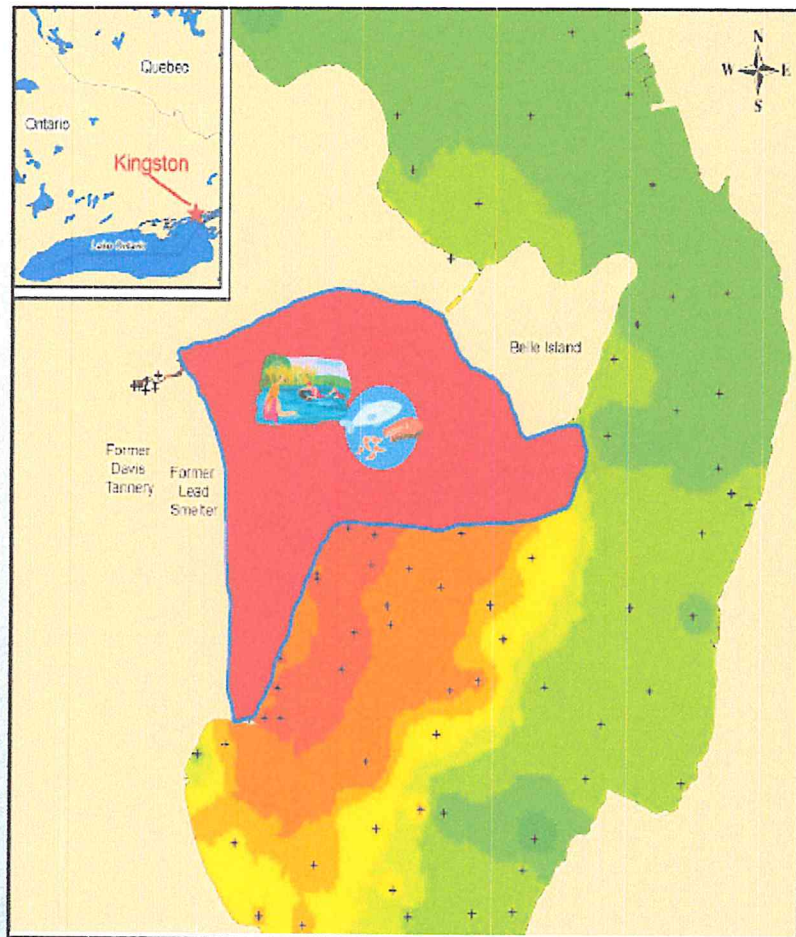 Quebec
Ontario
Kingston
Lake Ontario
N
W E
S
Belle Island
Former
Davis
Tannery
Former
Lead
Smelter